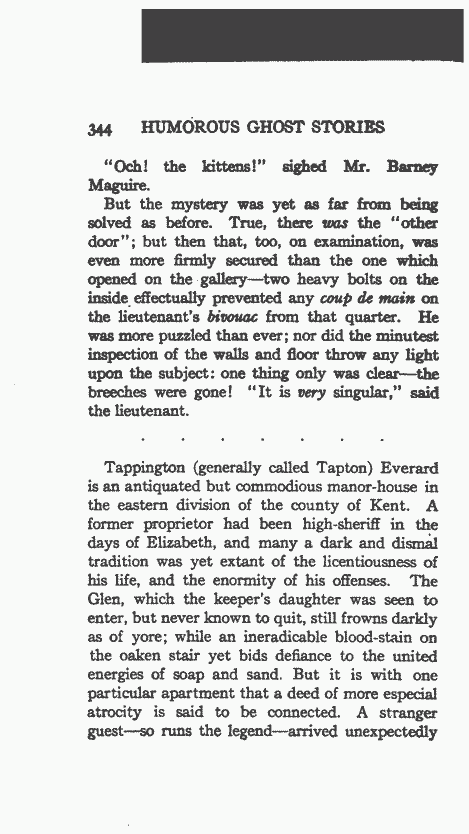 344 HUMOROUS GHOST STORIES
"Och! the kittens!" sighed Mr. Barney
Maguire.
But the mystery was yet as far from being
solved as before. True, there was the "other
door"; but then that, too, on examination, was
even more firmly secured than the one which
opened on the gallery—two heavy bolts on the
inside effectually prevented any coup de main on
the lieutenant's bivouac from that quarter. He
was more puzzled than ever; nor did the minutest
inspection of the walls and floor throw any light
upon the subject: one thing only was clear—the
breeches were gone! "It is very singular," said
the lieutenant.
. . . . . . .
Tappington (generally called Tapton) Everard
is an antiquated but commodious manor-house in
the eastern division of the county of Kent. A
former proprietor had been high-sheriff in the
days of Elizabeth, and many a dark and dismal
tradition was yet extant of the licentiousness of
his life, and the enormity of his offenses. The
Glen, which the keeper's daughter was seen to
enter, but never known to quit, still frowns darkly
as of yore; while an ineradicable blood-stain on
the oaken stair yet bids defiance to the united
energies of soap and sand. But it is with one
particular apartment that a deed of more especial
atrocity is said to be connected. A stranger
guest—so runs the legend—arrived unexpectedly